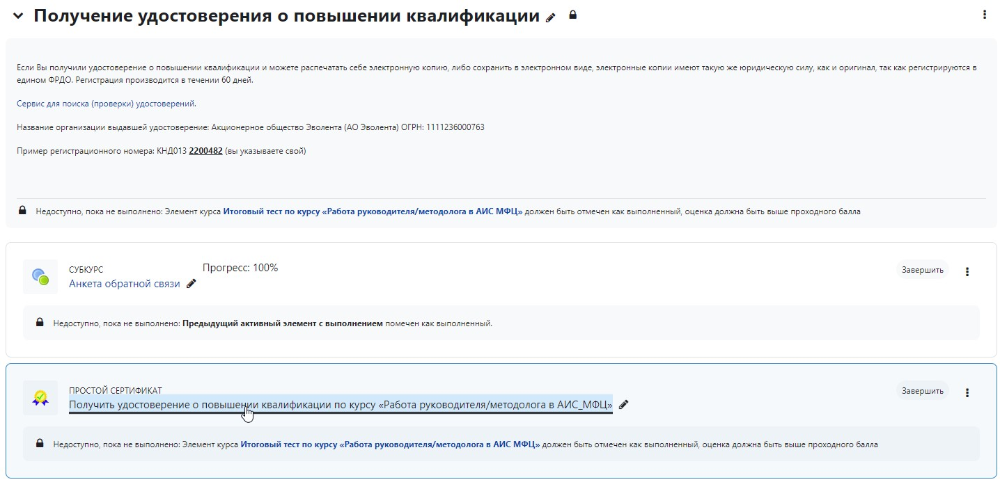 Получение удостоверения о повышении квалификации
Если Вы получили удостоверение о повышении квалификации и можете распечатать себе электронную копию, либо сохранить в электронном виде, электронные копии имеют такую же юридическую силу, как и оригинал, так как регистрируются в
едином ФРДО. Регистрация производится в течении 60 дней.
Сервис для поиска (проверки) удостоверений.
Название организации выдавшей удостоверение: Акционерное общество Эволента (АО Эволента) ОГРН: 1111236000763
Пример регистрационного номера: КНД013 2200482 (вы указываете свой)
Недоступно, пока не выполнено: Элемент курса Итоговый тест по курсу «Работа руководителя/методолога в АИС МФЦ» должен быть отмечен как выполненный, оценка должна быть выше проходного балла
СУБКУРС
Прогресс: 100%
Завершить
Анкета обратной связи
Недоступно, пока не выполнено: Предыдущий активный элемент с выполнением помечен как выполненный.
ПРОСТОЙ СЕРТИФИКАТ
Завершить
Получить удостоверение о повышении квалификации по курсу «Работа руководителя/методолога в АИС_МФЦ»
Недоступно, пока не выполнено: Элемент курса Итоговый тест по курсу «Работа руководителя/методолога в АИС МФЦ» должен быть отмечен как выполненный, оценка должна быть выше проходного балла